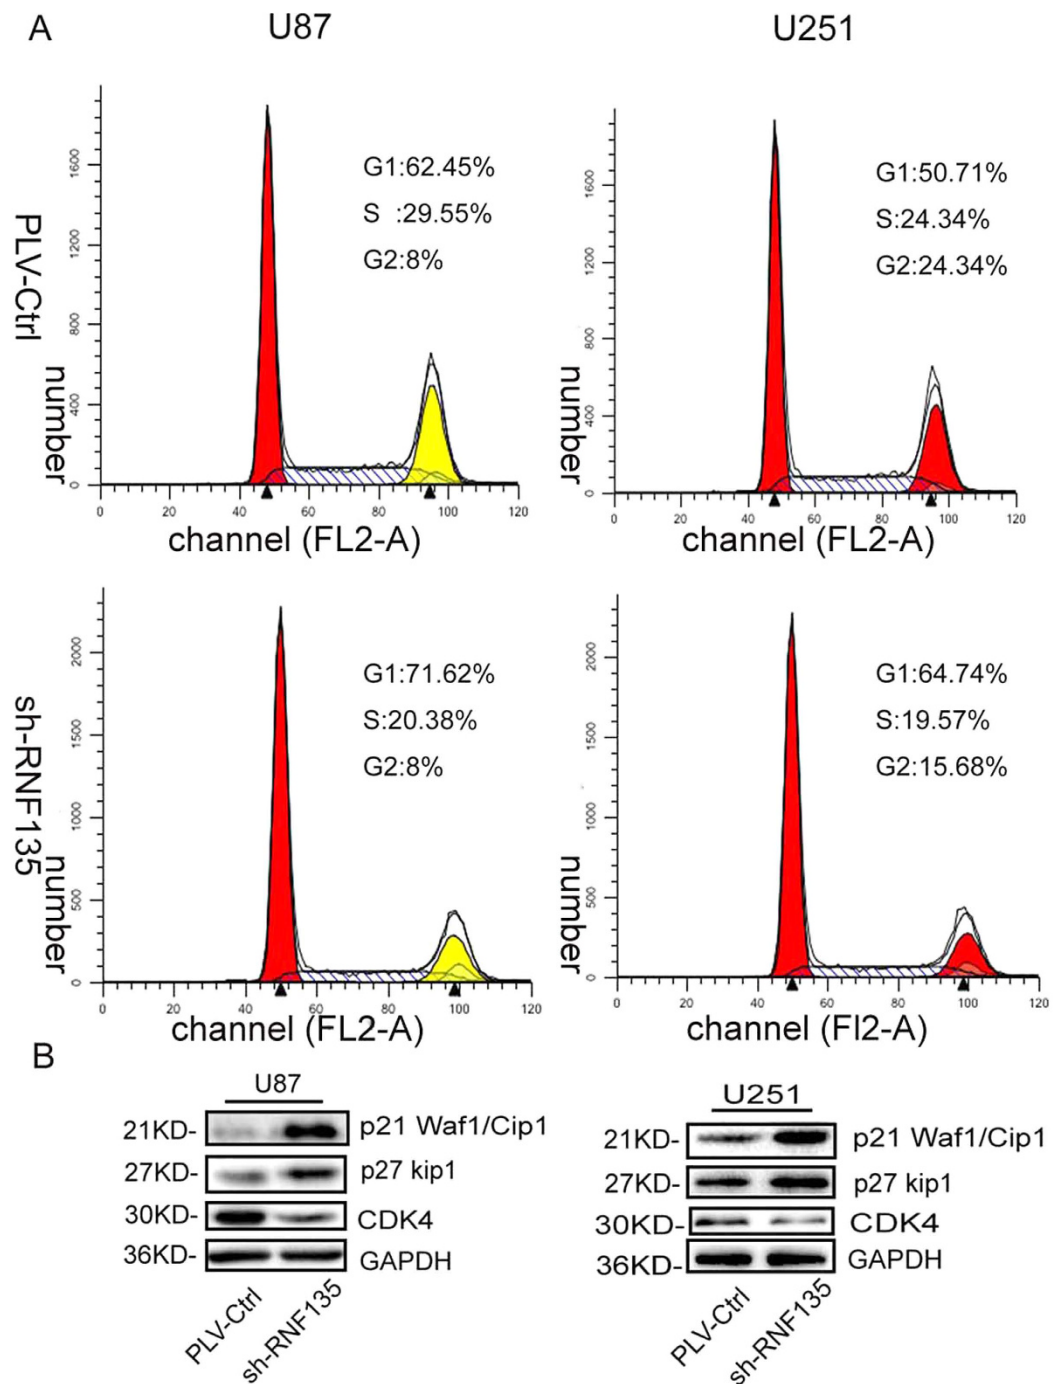 A
U87
U251
PLV-Ctrl
number
1600
1200
800
400
0
G1:62.45%
S :29.55%
G2:8%
0 20 40 60 80 100 120
channel (FL2-A)
number
1600
1200
800
400
0
G1:50.71%
S:24.34%
G2:24.34%
0 20 40 60 80 100 120
channel (FL2-A)
sh-RNF135
number
2000
1500
1000
500
0
G1:71.62%
S:20.38%
G2:8%
0 20 40 60 80 100 120
channel (FL2-A)
number
2000
1500
1000
500
0
G1:64.74%
S:19.57%
G2:15.68%
0 20 40 60 80 100 120
channel (Fl2-A)
B
U87
21KD- p21 Waf1/Cip1
27KD- p27 kip1
30KD- CDK4
36KD- GAPDH
PLV-Ctrl
sh-RNF135
U251
21KD- p21 Waf1/Cip1
27KD- p27 kip1
30KD- CDK4
36KD- GAPDH
PLV-Ctrl
sh-RNF135